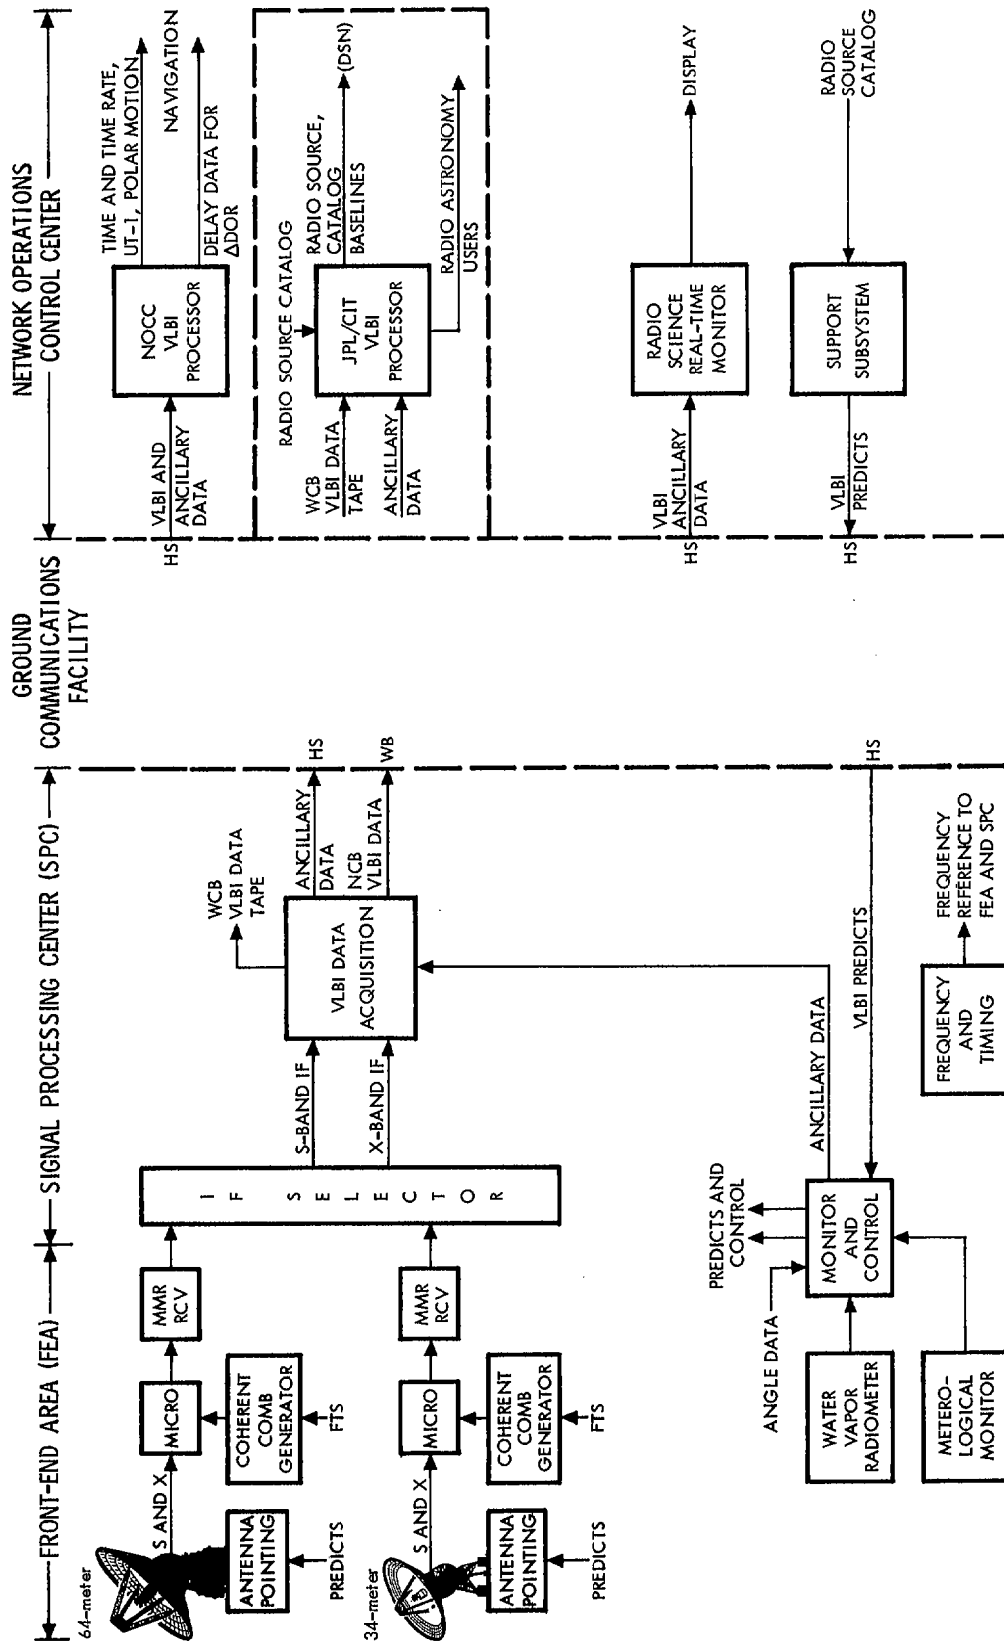 FRONT-END AREA (FEA)
SIGNAL PROCESSING CENTER (SPC)
GROUND
COMMUNICATIONS
FACILITY
NETWORK OPERATIONS
CONTROL CENTER
64-meter
S AND X
MICRO
MMR
RCV
ANTENNA
POINTING
PREDICTS
COHERENT
COMB
GENERATOR
FTS
34-meter
S AND X
MICRO
MMR
RCV
ANTENNA
POINTING
PREDICTS
COHERENT
COMB
GENERATOR
FTS
IF SELECTOR
S-BAND IF
X-BAND IF
VLBI DATA
ACQUISITION
WCB
VLBI DATA
TAPE
ANCILLARY
DATA
HS
NCB
VLBI DATA
WB
ANGLE DATA
PREDICTS AND
CONTROL
WATER
VAPOR
RADIOMETER
METERO-
LOGICAL
MONITOR
MONITOR
AND
CONTROL
ANCILLARY DATA
VLBI PREDICTS
HS
FREQUENCY
AND
TIMING
FREQUENCY
REFERENCE TO
FEA AND SPC
HS
VLBI AND
ANCILLARY
DATA
NOCC
VLBI
PROCESSOR
TIME AND TIME RATE,
UT-1, POLAR MOTION
NAVIGATION
DELAY DATA FOR
ΔDOR
RADIO SOURCE CATALOG
WCB
VLBI DATA
TAPE
ANCILLARY
DATA
JPL/CIT
VLBI
PROCESSOR
RADIO SOURCE,
CATALOG
BASELINES
(DSN)
RADIO ASTRONOMY
USERS
HS
VLBI
ANCILLARY
DATA
RADIO
SCIENCE
REAL-TIME
MONITOR
DISPLAY
HS
VLBI
PREDICTS
SUPPORT
SUBSYSTEM
RADIO
SOURCE
CATALOG